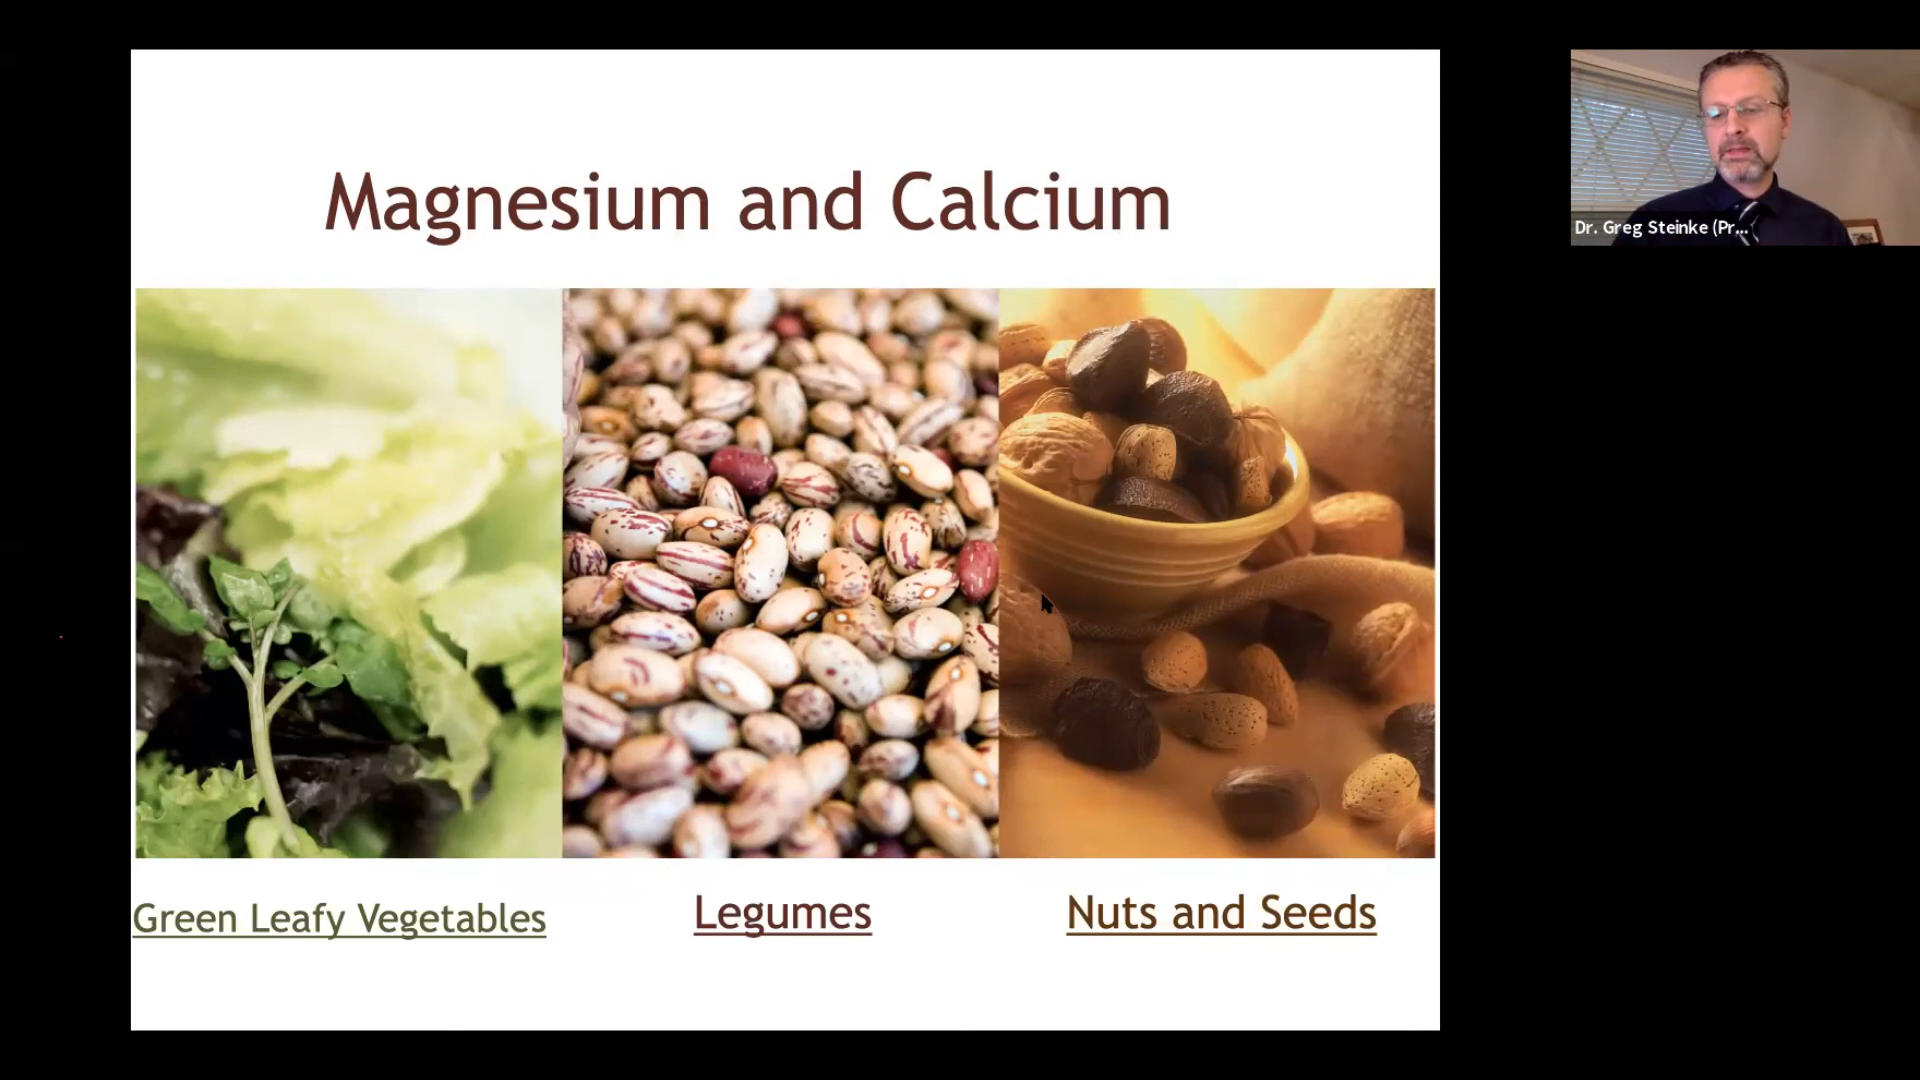 Magnesium and Calcium
Dr. Greg Steinke (Pr...
Green Leafy Vegetables
Legumes
Nuts and Seeds